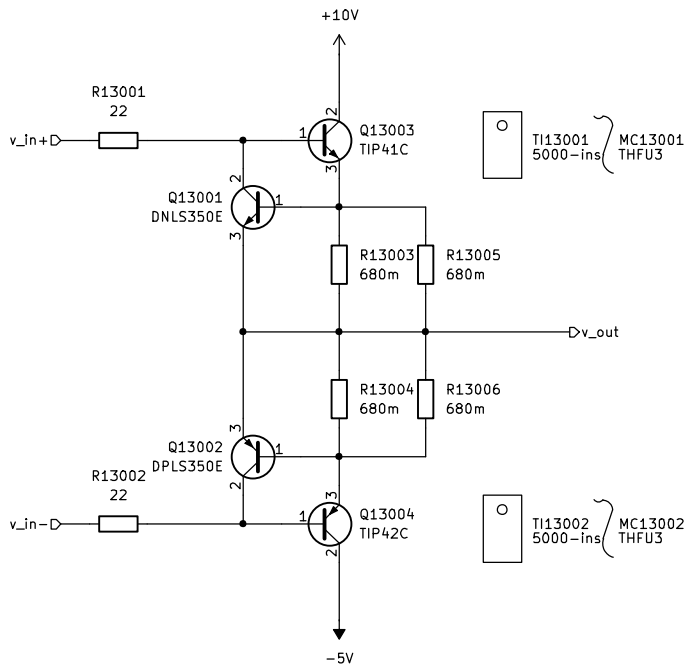 +10V
R13001
22
v_in+
1
2
3
Q13003
TIP41C
TI13001
5000-ins
MC13001
THFU3
2
Q13001
DNLS350E
1
3
R13003
680m
R13005
680m
v_out
R13004
680m
R13006
680m
3
Q13002
DPLS350E
1
2
R13002
22
v_in-
1
3
2
Q13004
TIP42C
TI13002
5000-ins
MC13002
THFU3
-5V